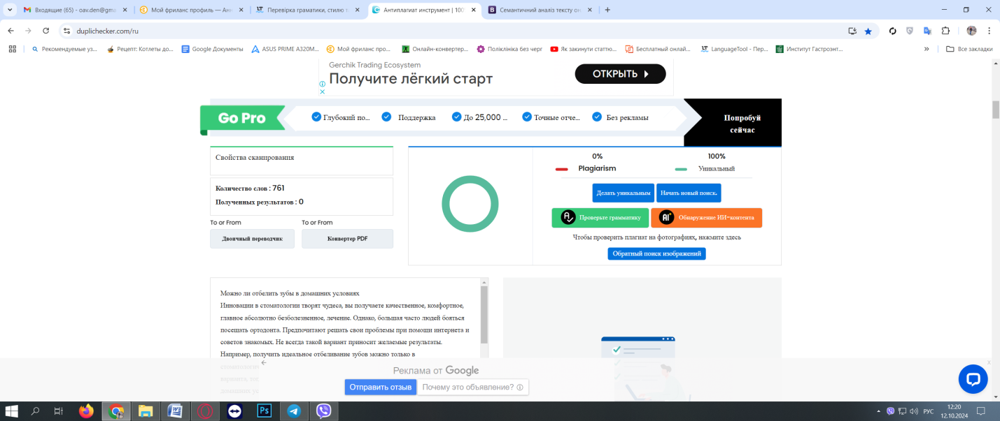 Входящие (65) - oav.den@gma
Мой фриланс профиль — Анн
Перевірка граматики, стилю т
Антиплагиат инструмент | 100
Семантичний аналіз тексту он
duplichecker.com/ru
Рекомендуемые уз...
Рецепт: Котлеты до...
Google Документы
ASUS PRIME A320M...
Мой фриланс про...
Онлайн-конвертер...
Поліклініка без черг
Як закинути статтю...
Бесплатный онлай...
LanguageTool - Пер...
Институт Гастроэнт...
Все закладки
Gerchik Trading Ecosystem
Получите лёгкий старт
ОТКРЫТЬ
Go Pro
Глубокий по...
Поддержка
До 25,000 ...
Точные отче...
Без рекламы
Попробуй
сейчас
Свойства сканирования
Количество слов : 761
Полученных результатов : 0
To or From
To or From
Двоичный переводчик
Конвертер PDF
0%
100%
Plagiarism
Уникальный
Делать уникальным
Начать новый поиск.
Проверьте грамматику
AI Обнаружение ИИ-контента
Чтобы проверить плагиат на фотографиях, нажмите здесь
Обратный поиск изображений
Можно ли отбелить зубы в домашних условиях
Инновации в стоматологии творят чудеса, вы получаете качественное, комфортное,
главное абсолютно безболезненное, лечение. Однако, большая часто людей бояться
посещать ортодонта. Предпочитают решать свои проблемы при помощи интернета и
советов знакомых. Не всегда такой вариант приносит желаемые результаты.
Например, получить идеальное отбеливание зубов можно только в
Реклама от Google
Отправить отзыв
Почему это объявление?
Ps
РУС
12:20
12.10.2024